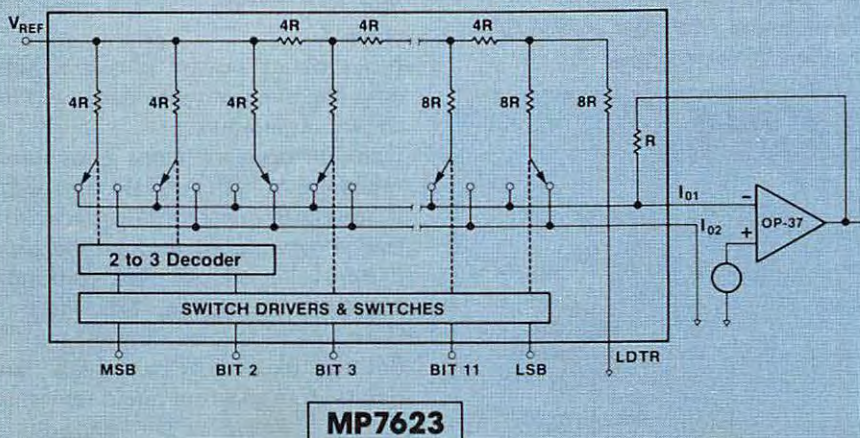 4R 4R 4R
VREF
4R 4R 4R 8R 8R 8R
R
I01
−
OP-37
I02
+
2 to 3 Decoder
SWITCH DRIVERS & SWITCHES
MSB BIT 2 BIT 3 BIT 11 LSB LDTR
MP7623